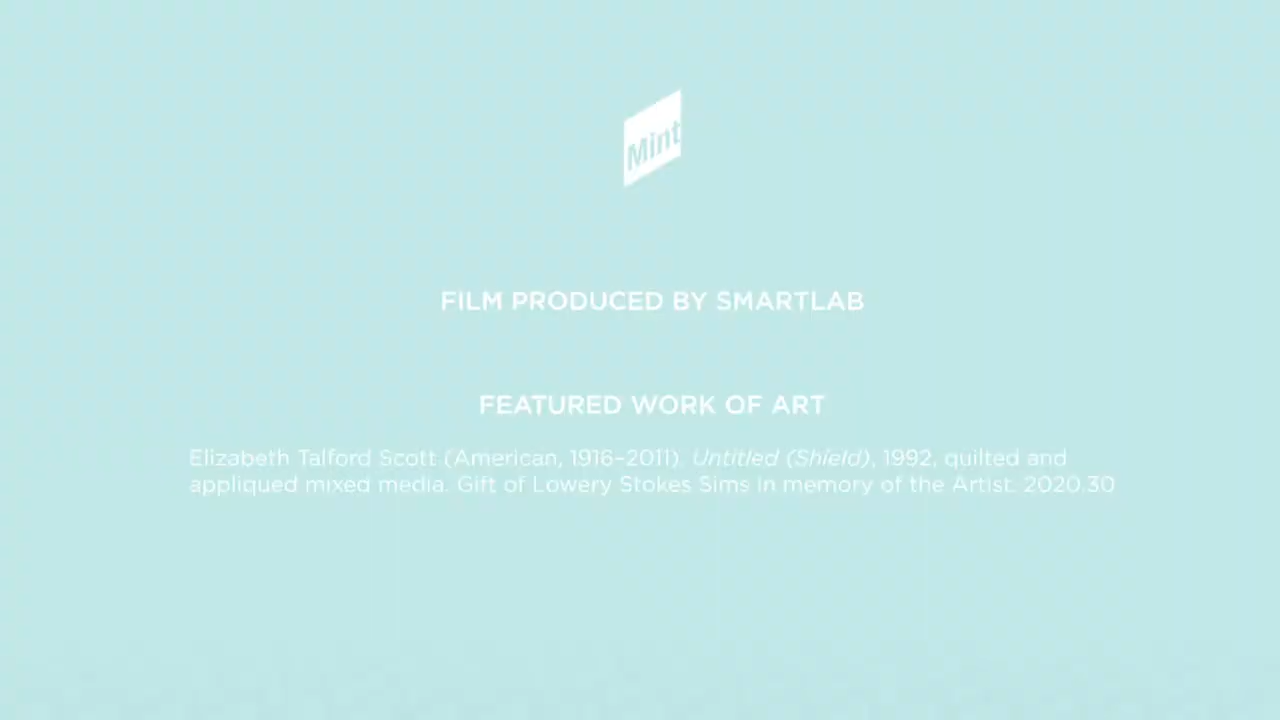 Mint
FILM PRODUCED BY SMARTLAB
FEATURED WORK OF ART
Elizabeth Talford Scott (American, 1916–2011). Untitled (Shield), 1992, quilted and
appliqued mixed media. Gift of Lowery Stokes Sims in memory of the Artist. 2020.30